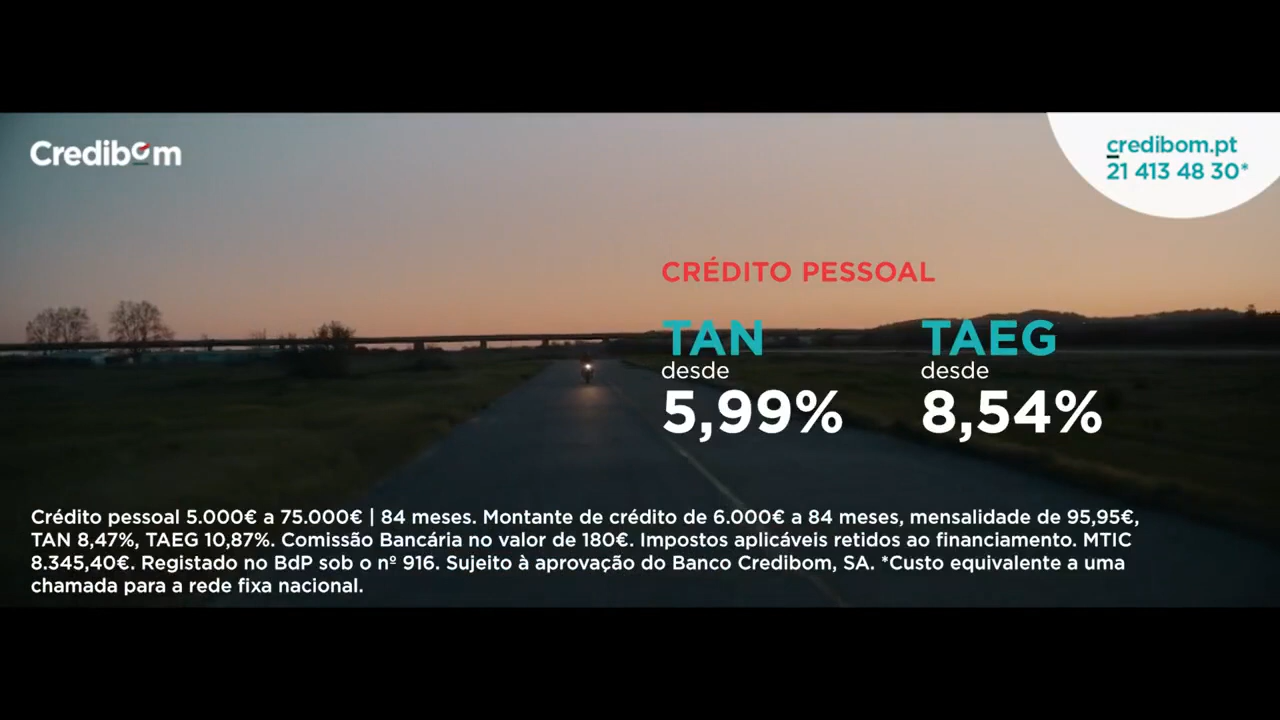 Credibom
credibom.pt
21 413 48 30*
CRÉDITO PESSOAL
TAN
desde
5,99%
TAEG
desde
8,54%
Crédito pessoal 5.000€ a 75.000€ | 84 meses. Montante de crédito de 6.000€ a 84 meses, mensalidade de 95,95€,
TAN 8,47%, TAEG 10,87%. Comissão Bancária no valor de 180€. Impostos aplicáveis retidos ao financiamento. MTIC
8.345,40€. Registado no BdP sob o nº 916. Sujeito à aprovação do Banco Credibom, SA. *Custo equivalente a uma
chamada para a rede fixa nacional.